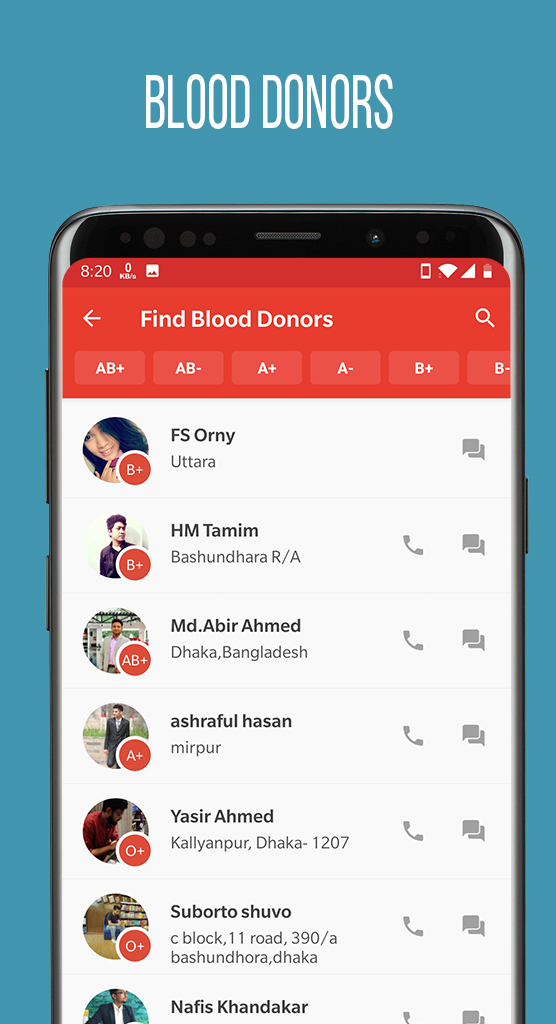 BLOOD DONORS
8:20 0 KB/s
Find Blood Donors
AB+ AB- A+ A- B+ B-
FS Orny
Uttara
B+
HM Tamim
Bashundhara R/A
B+
Md.Abir Ahmed
Dhaka,Bangladesh
AB+
ashraful hasan
mirpur
A+
Yasir Ahmed
Kallyanpur, Dhaka- 1207
O+
Suborto shuvo
c block,11 road, 390/a
bashundhora,dhaka
O+
Nafis Khandakar